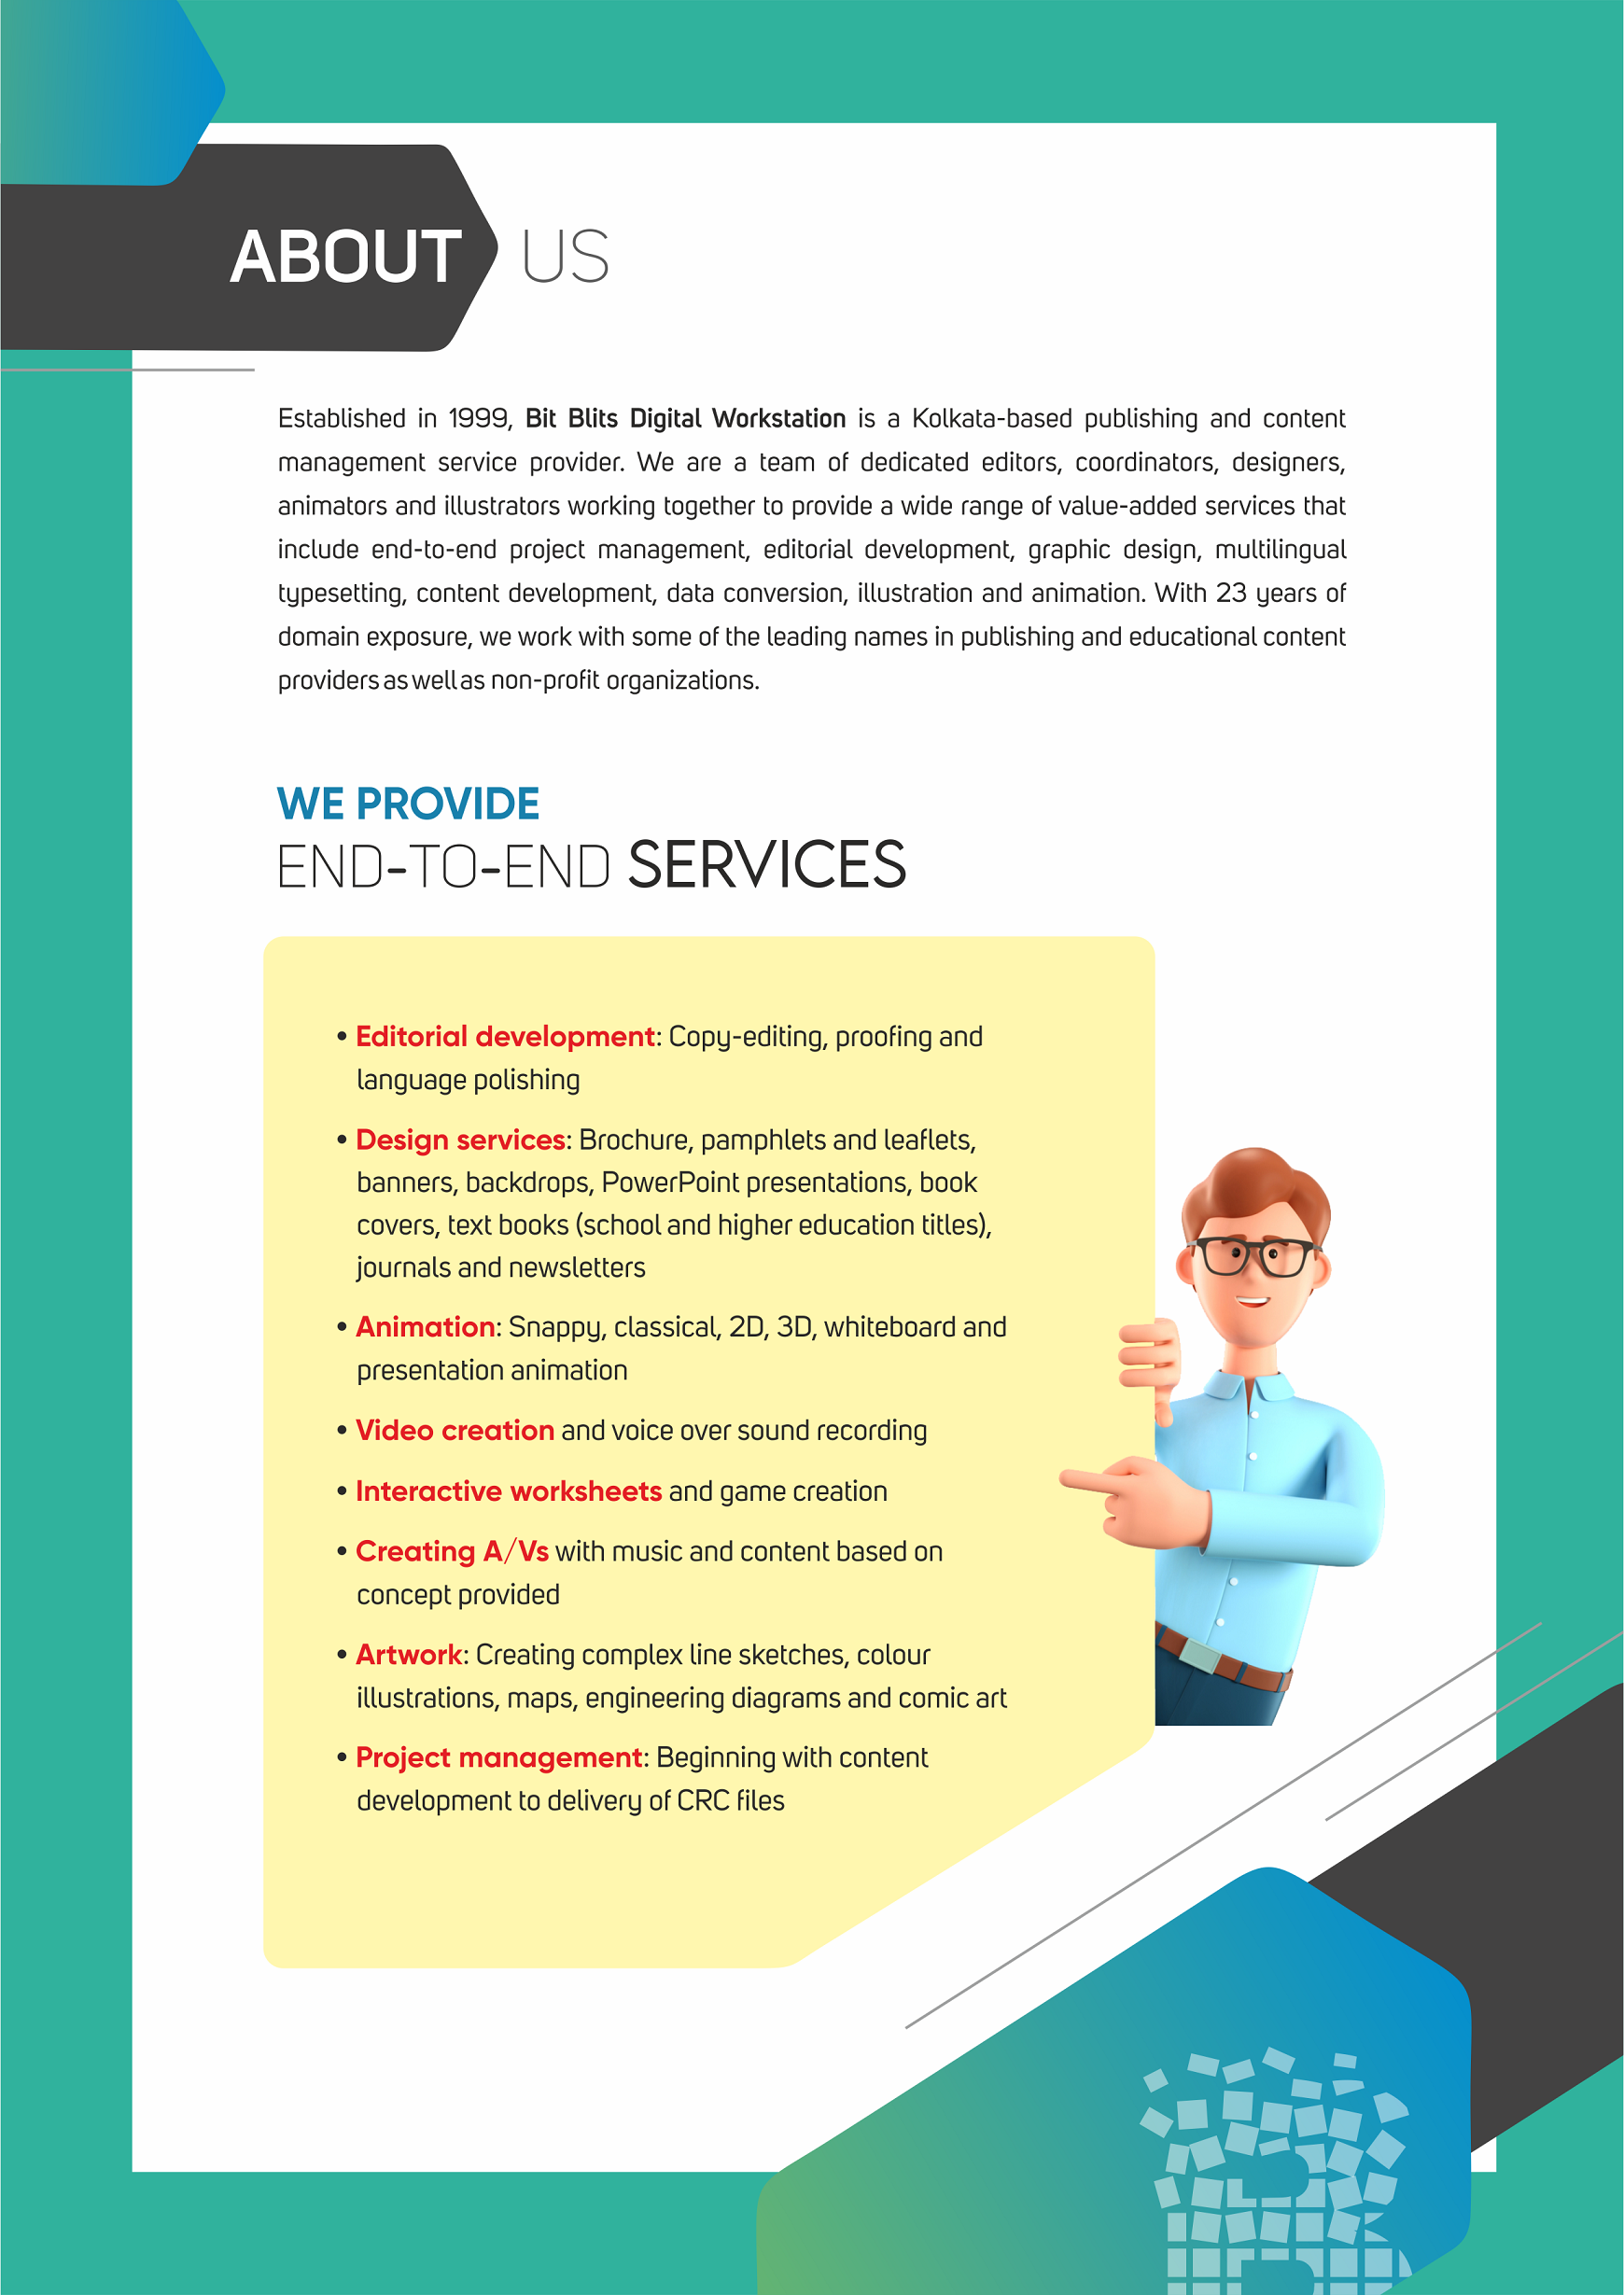 ABOUT US
Established in 1999, Bit Blits Digital Workstation is a Kolkata-based publishing and content
management service provider. We are a team of dedicated editors, coordinators, designers,
animators and illustrators working together to provide a wide range of value-added services that
include end-to-end project management, editorial development, graphic design, multilingual
typesetting, content development, data conversion, illustration and animation. With 23 years of
domain exposure, we work with some of the leading names in publishing and educational content
providers as well as non-profit organizations.
WE PROVIDE
END-TO-END SERVICES
• Editorial development: Copy-editing, proofing and
language polishing
• Design services: Brochure, pamphlets and leaflets,
banners, backdrops, PowerPoint presentations, book
covers, text books (school and higher education titles),
journals and newsletters
• Animation: Snappy, classical, 2D, 3D, whiteboard and
presentation animation
• Video creation and voice over sound recording
• Interactive worksheets and game creation
• Creating A/Vs with music and content based on
concept provided
• Artwork: Creating complex line sketches, colour
illustrations, maps, engineering diagrams and comic art
• Project management: Beginning with content
development to delivery of CRC files